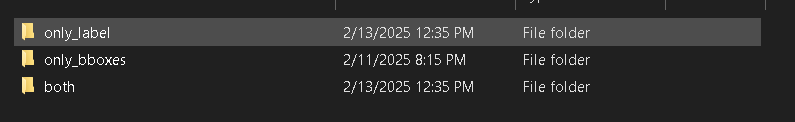 only_label 2/13/2025 12:35 PM File folder
only_bboxes 2/11/2025 8:15 PM File folder
both 2/13/2025 12:35 PM File folder